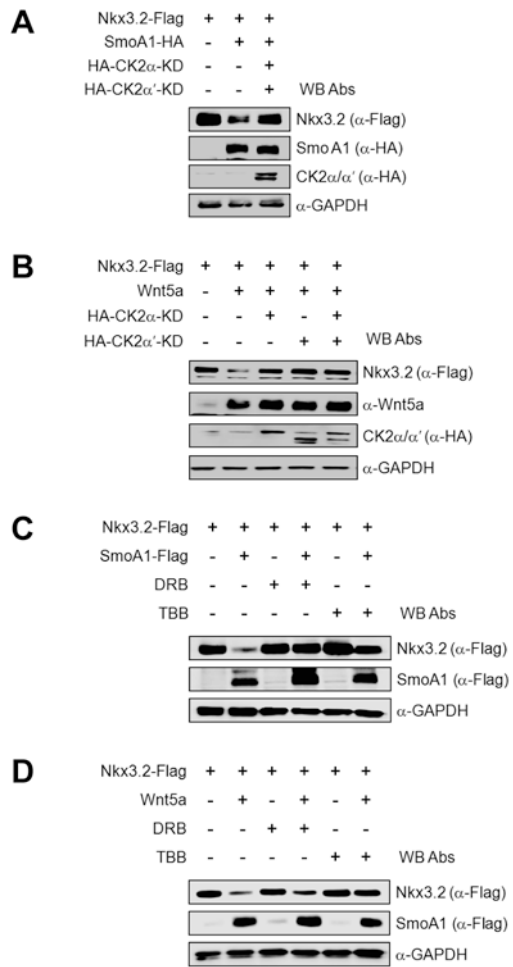 A
Nkx3.2-Flag + + +
SmoA1-HA - + +
HA-CK2α-KD - - +
HA-CK2α'-KD - - + WB Abs
Nkx3.2 (α-Flag)
SmoA1 (α-HA)
CK2α/α' (α-HA)
α-GAPDH
B
Nkx3.2-Flag + + + + +
Wnt5a - + + + +
HA-CK2α-KD - - + - +
HA-CK2α'-KD - - - + + WB Abs
Nkx3.2 (α-Flag)
α-Wnt5a
CK2α/α' (α-HA)
α-GAPDH
C
Nkx3.2-Flag + + + + + +
SmoA1-Flag - + - + - +
DRB - - + + - -
TBB - - - - + + WB Abs
Nkx3.2 (α-Flag)
SmoA1 (α-Flag)
α-GAPDH
D
Nkx3.2-Flag + + + + + +
Wnt5a - + - + - +
DRB - - + + - -
TBB - - - - + + WB Abs
Nkx3.2 (α-Flag)
SmoA1 (α-Flag)
α-GAPDH